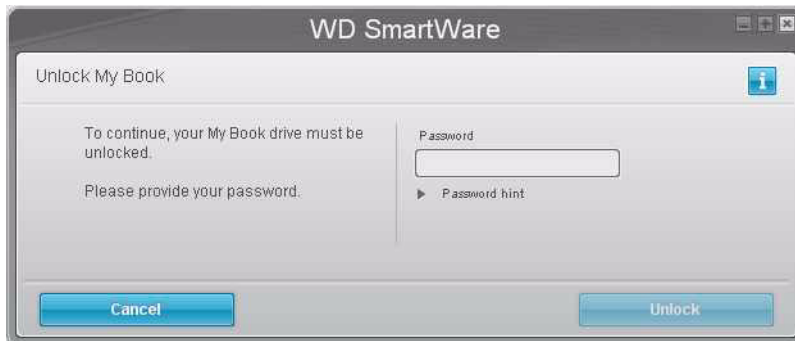 WD SmartWare
Unlock My Book
i
To continue, your My Book drive must be
unlocked.
Please provide your password.
Password
Password hint
Cancel
Unlock